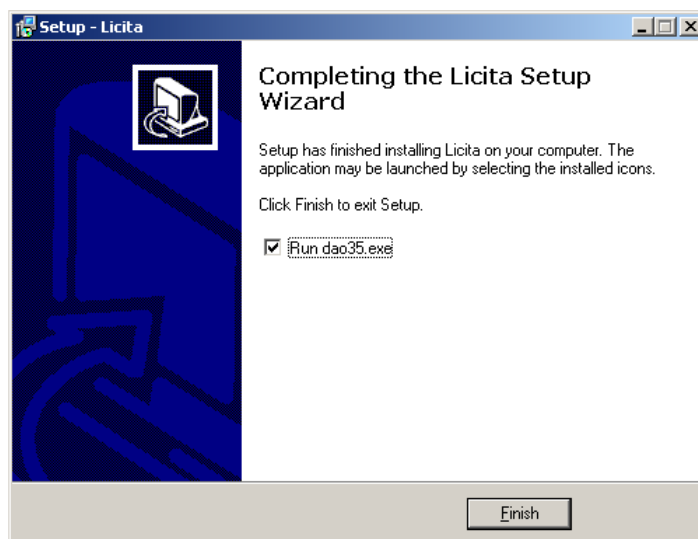 Setup - Licita
Completing the Licita Setup
Wizard
Setup has finished installing Licita on your computer. The
application may be launched by selecting the installed icons.
Click Finish to exit Setup.
Run dao35.exe
Finish